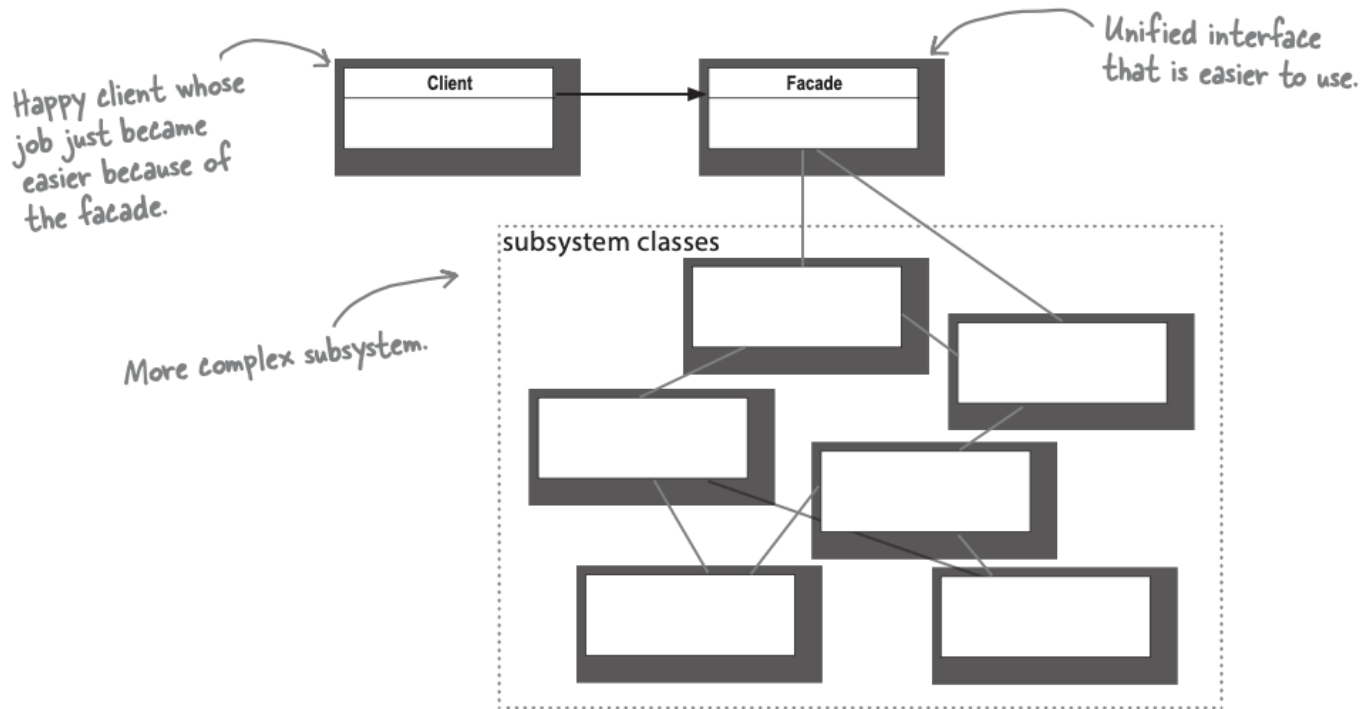 Happy client whose
job just became
easier because of
the facade.
Client
Facade
Unified interface
that is easier to use.
subsystem classes
More complex subsystem.